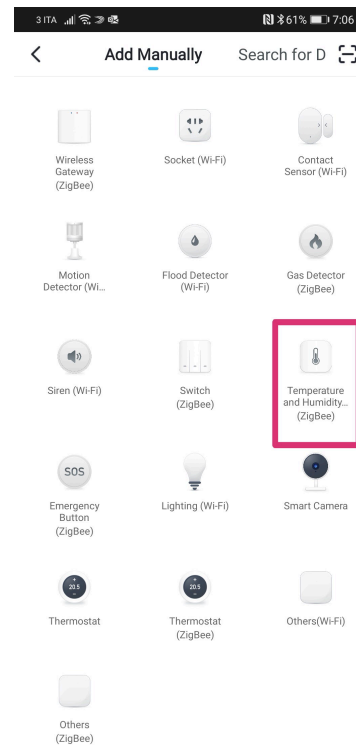 3 ITA 61% 7:06
Add Manually Search for D
Wireless
Gateway
(ZigBee)
Socket (Wi-Fi)
Contact
Sensor (Wi-Fi)
Motion
Detector (Wi...
Flood Detector
(Wi-Fi)
Gas Detector
(ZigBee)
Siren (Wi-Fi)
Switch
(ZigBee)
Temperature
and Humidity...
(ZigBee)
SOS
Emergency
Button
(ZigBee)
Lighting (Wi-Fi)
Smart Camera
20.5
Thermostat
20.5
Thermostat
(ZigBee)
Others(Wi-Fi)
Others
(ZigBee)